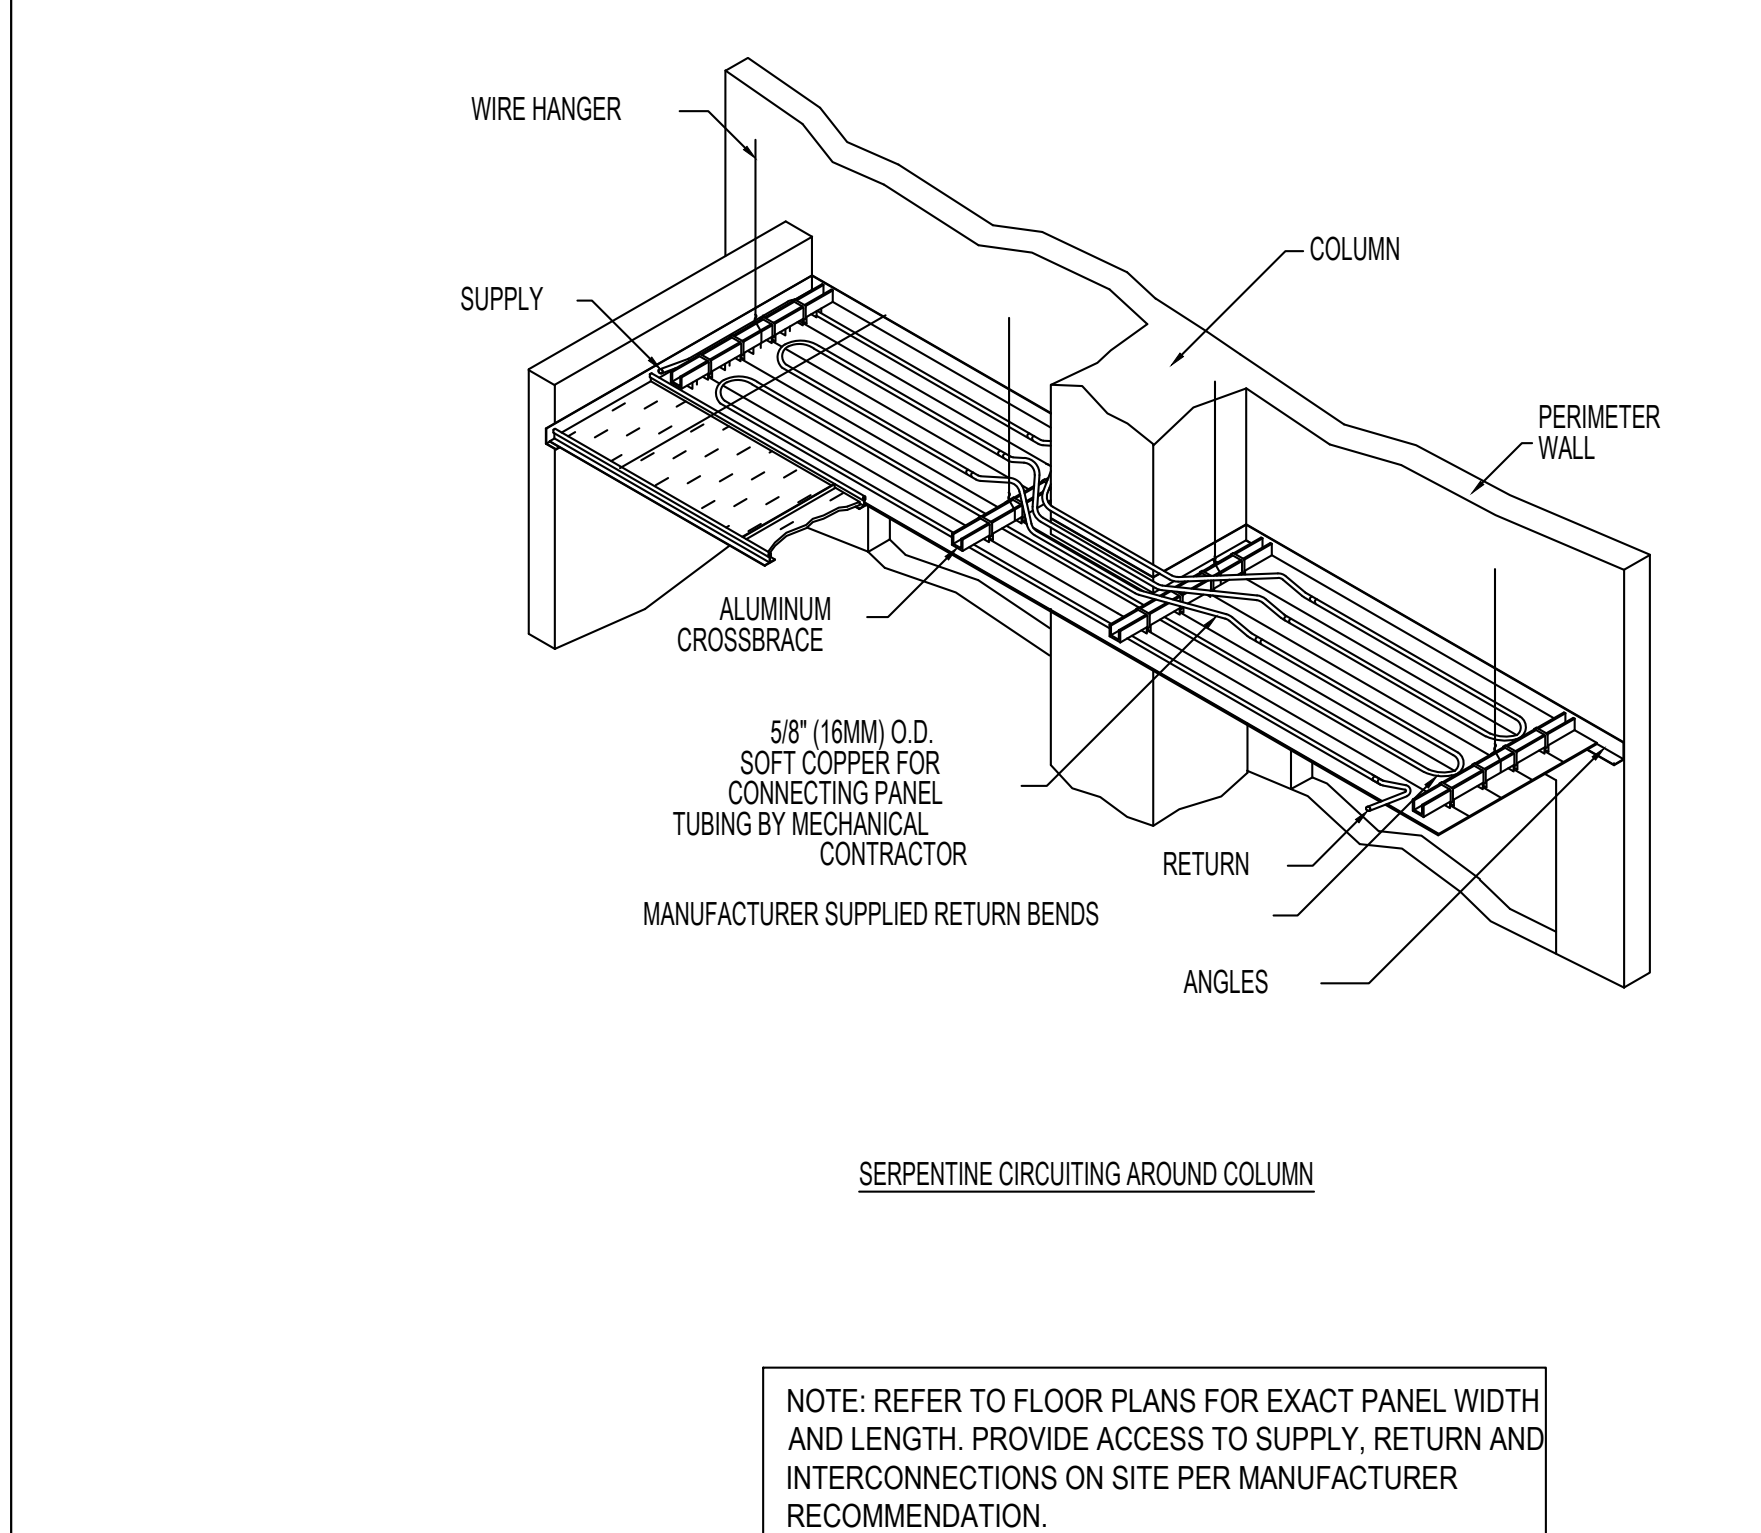 WIRE HANGER
COLUMN
SUPPLY
PERIMETER
WALL
ALUMINUM
CROSSBRACE
5/8" (16MM) O.D.
SOFT COPPER FOR
CONNECTING PANEL
TUBING BY MECHANICAL
CONTRACTOR
RETURN
MANUFACTURER SUPPLIED RETURN BENDS
ANGLES
SERPENTINE CIRCUITING AROUND COLUMN
NOTE: REFER TO FLOOR PLANS FOR EXACT PANEL WIDTH
AND LENGTH. PROVIDE ACCESS TO SUPPLY, RETURN AND
INTERCONNECTIONS ON SITE PER MANUFACTURER
RECOMMENDATION.